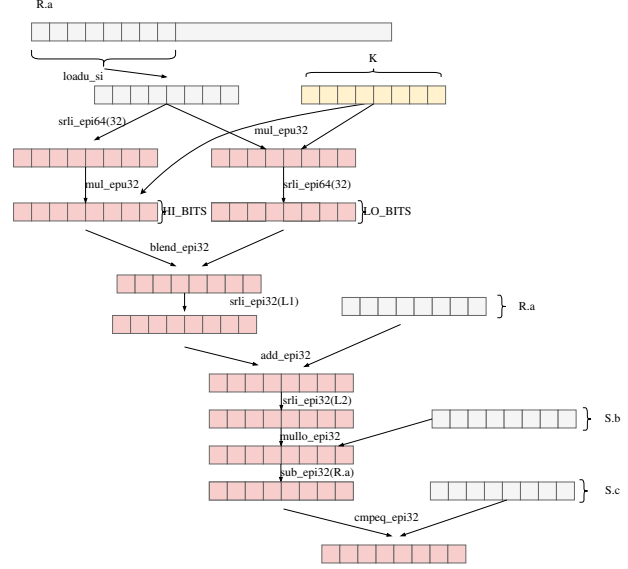 R.a
K
loadu_si
srli_epi64(32)
mul_epu32
mul_epu32
srli_epi64(32)
HI_BITS
LO_BITS
blend_epi32
srli_epi32(L1)
R.a
add_epi32
srli_epi32(L2)
S.b
mullo_epi32
sub_epi32(R.a)
S.c
cmpeq_epi32